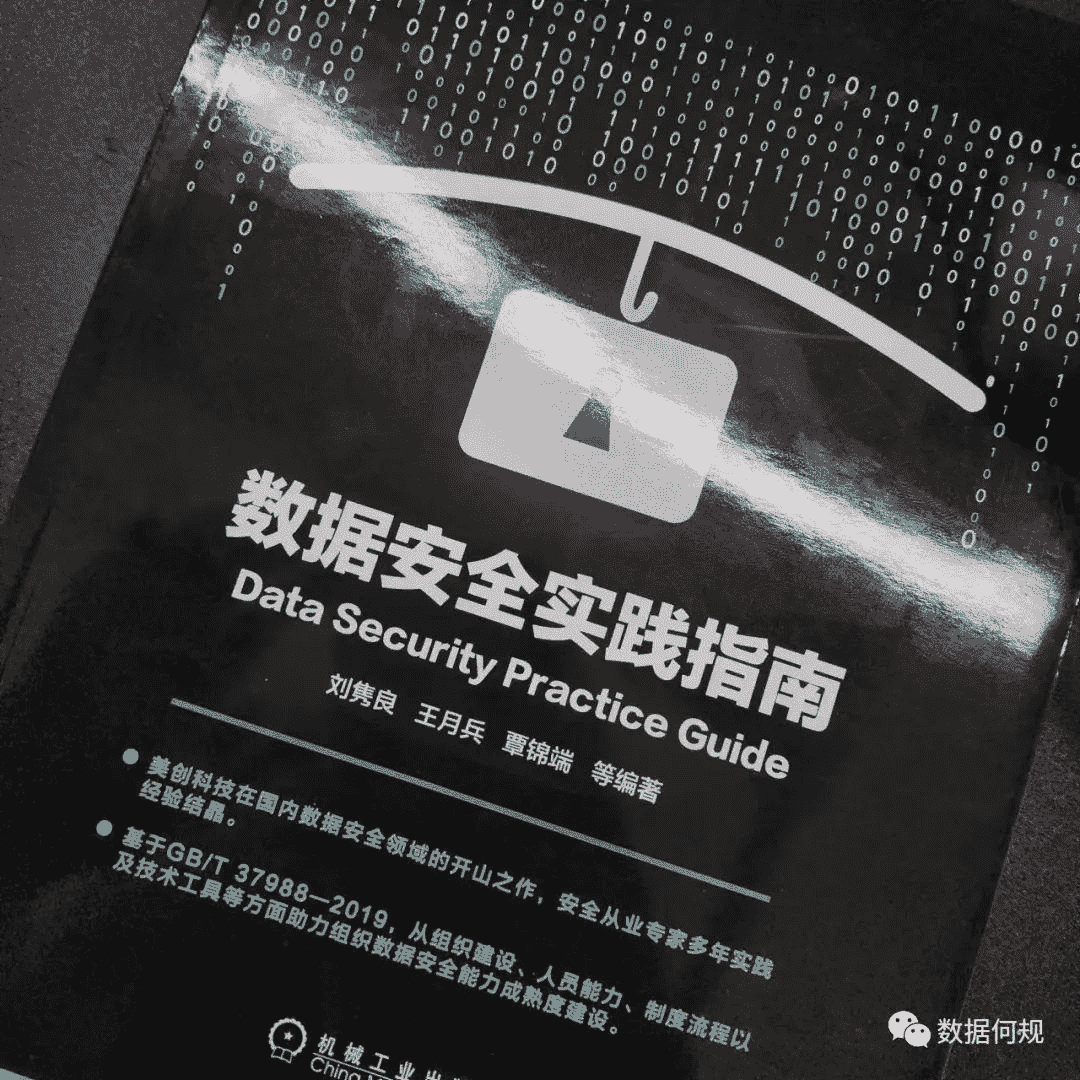 数据安全实践指南
Data Security Practice Guide
刘隽良 王月兵 覃锦端 等编著
美创科技在国内数据安全领域的开山之作，安全从业专家多年实践
经验结晶。
基于GB/T 37988—2019，从组织建设、人员能力、制度流程以
及技术工具等方面助力组织数据安全能力成熟度建设。
机械工业出
China M
数据何规